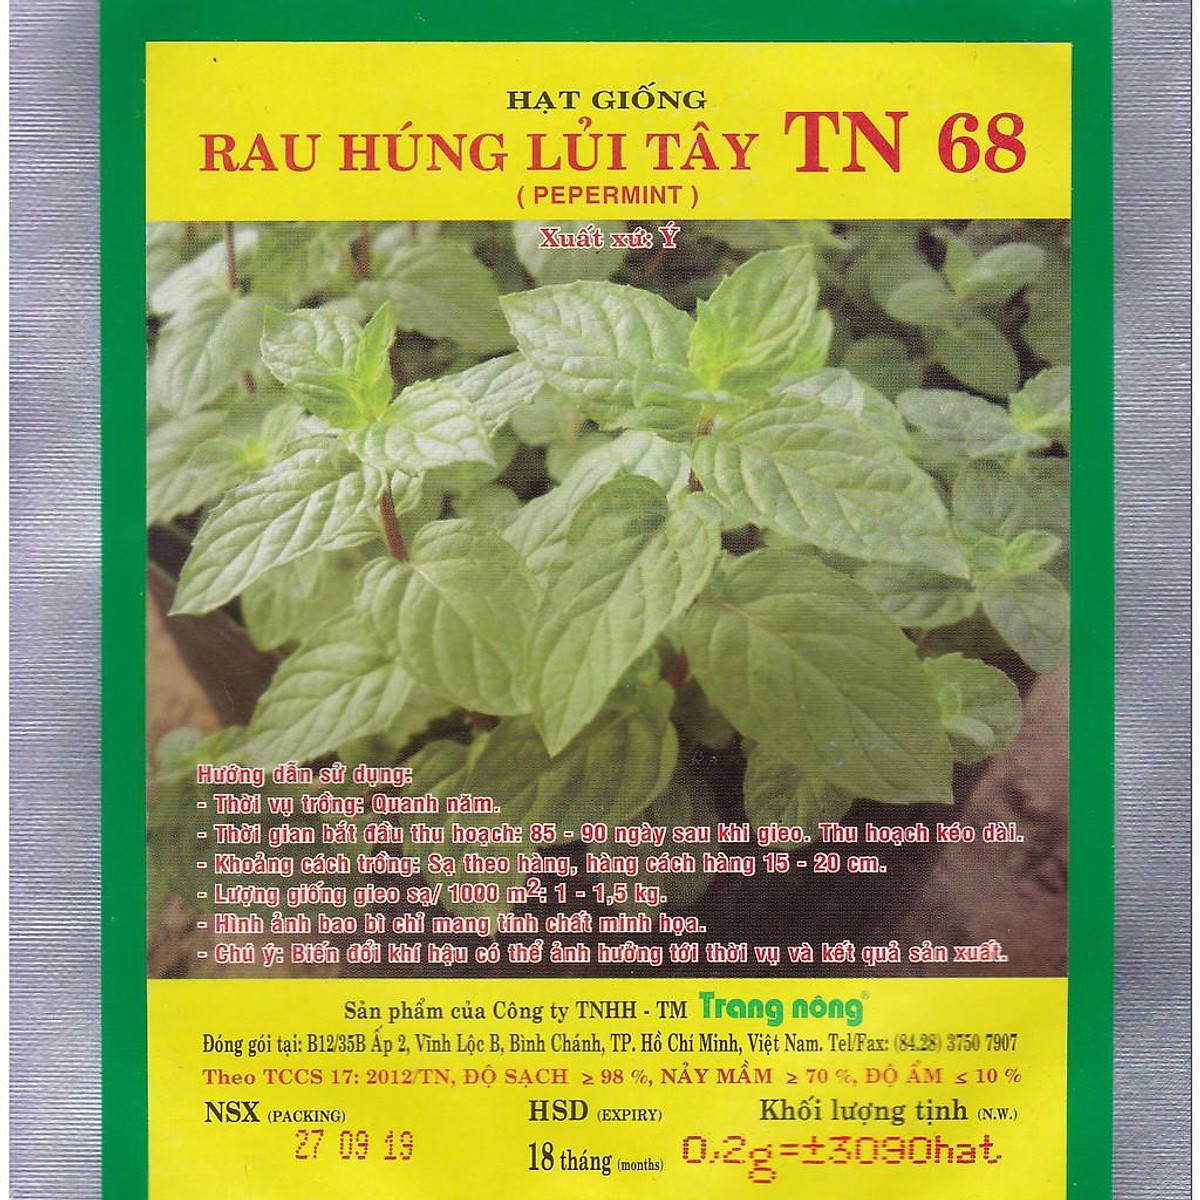 HẠT GIỐNG
RAU HÚNG LỦI TÂY TN 68
( PEPERMINT )
Xuất xứ: Ý
Hướng dẫn sử dụng:
- Thời vụ trồng: Quanh năm.
- Thời gian bắt đầu thu hoạch: 85 - 90 ngày sau khi gieo. Thu hoạch kéo dài.
- Khoảng cách trồng: Sạ theo hàng, hàng cách hàng 15 - 20 cm.
- Lượng giống gieo sạ/ 1000 m²: 1 - 1,5 kg.
- Hình ảnh bao bì chỉ mang tính chất minh họa.
- Chú ý: Biến đổi khí hậu có thể ảnh hưởng tới thời vụ và kết quả sản xuất.
Sản phẩm của Công ty TNHH - TM Trang nông®
Đóng gói tại: B12/35B Ấp 2, Vĩnh Lộc B, Bình Chánh, TP. Hồ Chí Minh, Việt Nam. Tel/Fax: (84.28) 3750 7907
Theo TCCS 17: 2012/TN, ĐỘ SẠCH ≥ 98 %, NẢY MẦM ≥ 70 %, ĐỘ ẨM ≤ 10 %
NSX (PACKING) HSD (EXPIRY) Khối lượng tịnh (N.W.)
27 09 19 18 tháng (months) 0,2g=±3090hat